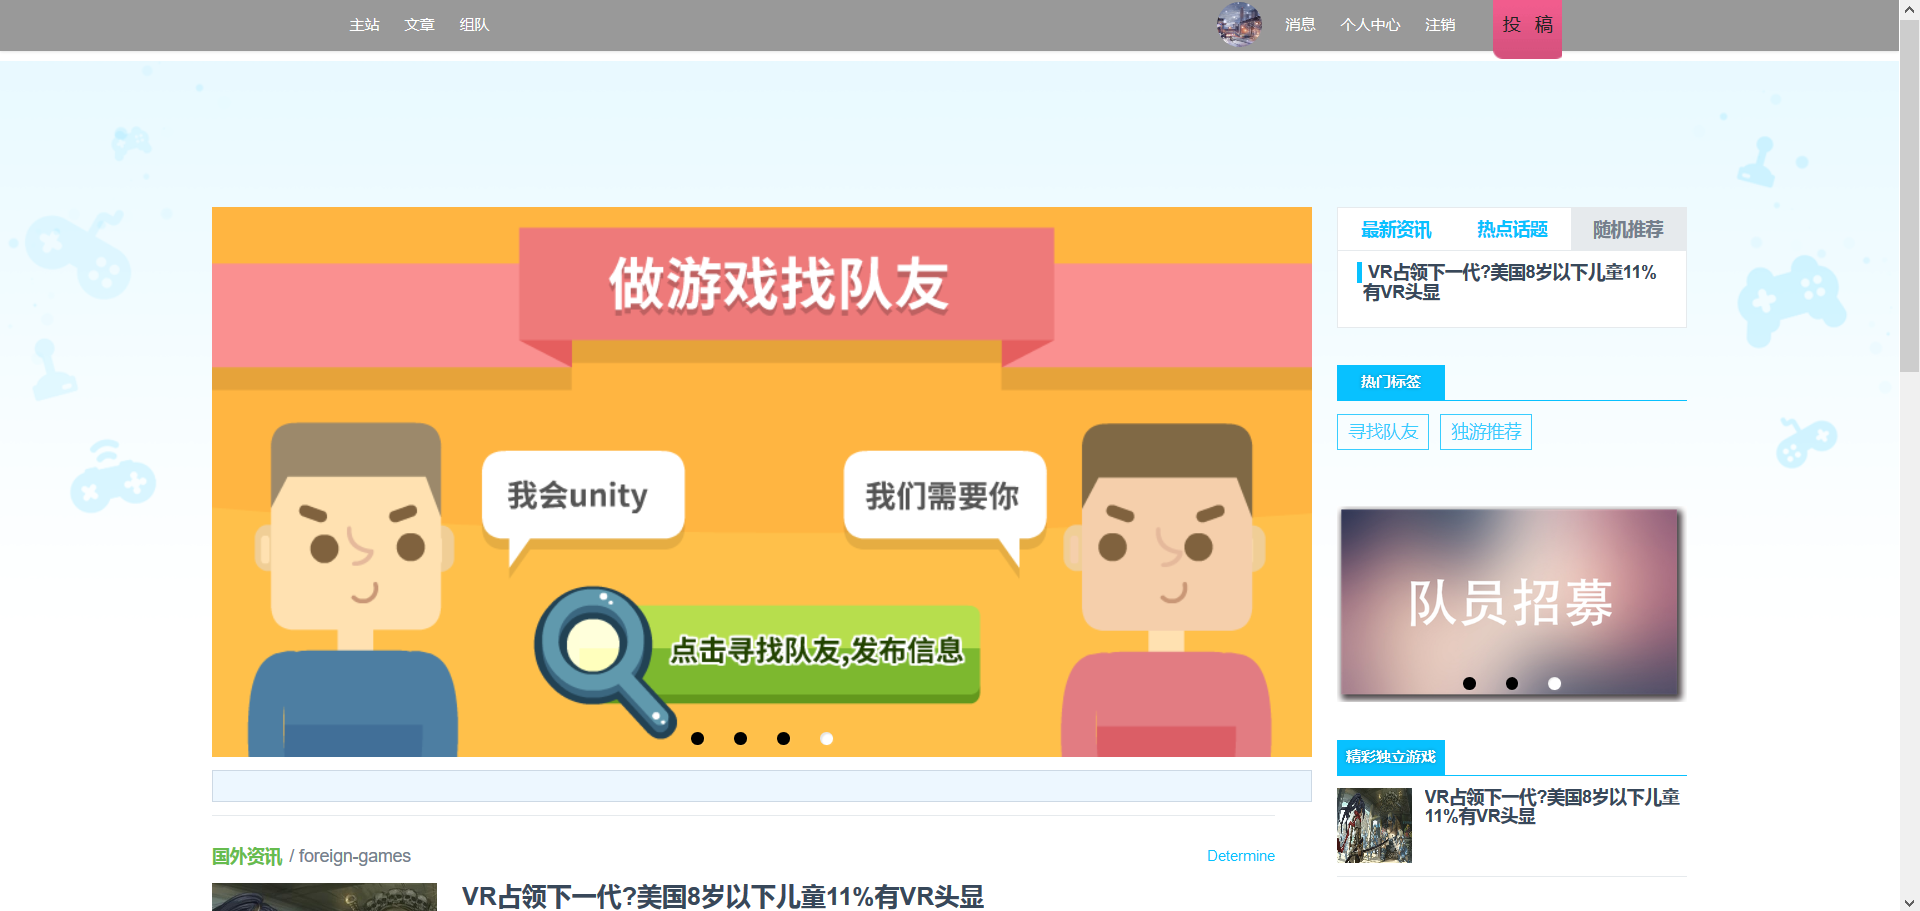 主站 文章 组队 消息 个人中心 注销 投 稿
做游戏找队友
我会unity
我们需要你
点击寻找队友,发布信息
最新资讯 热点话题 随机推荐
VR占领下一代?美国8岁以下儿童11%
有VR头显
热门标签
寻找队友 独游推荐
队员招募
精彩独立游戏
VR占领下一代?美国8岁以下儿童
11%有VR头显
国外资讯 / foreign-games Determine
VR占领下一代?美国8岁以下儿童11%有VR头显